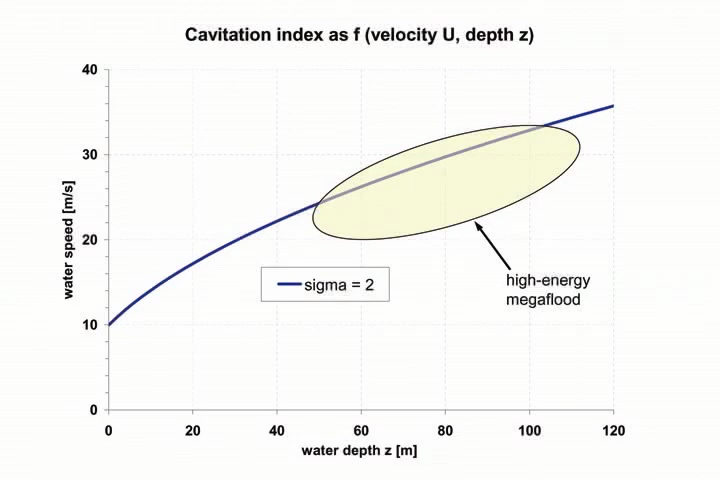 Cavitation index as f (velocity U, depth z)
40
30
20
10
0
water speed [m/s]
sigma = 2
high-energy
megaflood
0 20 40 60 80 100 120
water depth z [m]